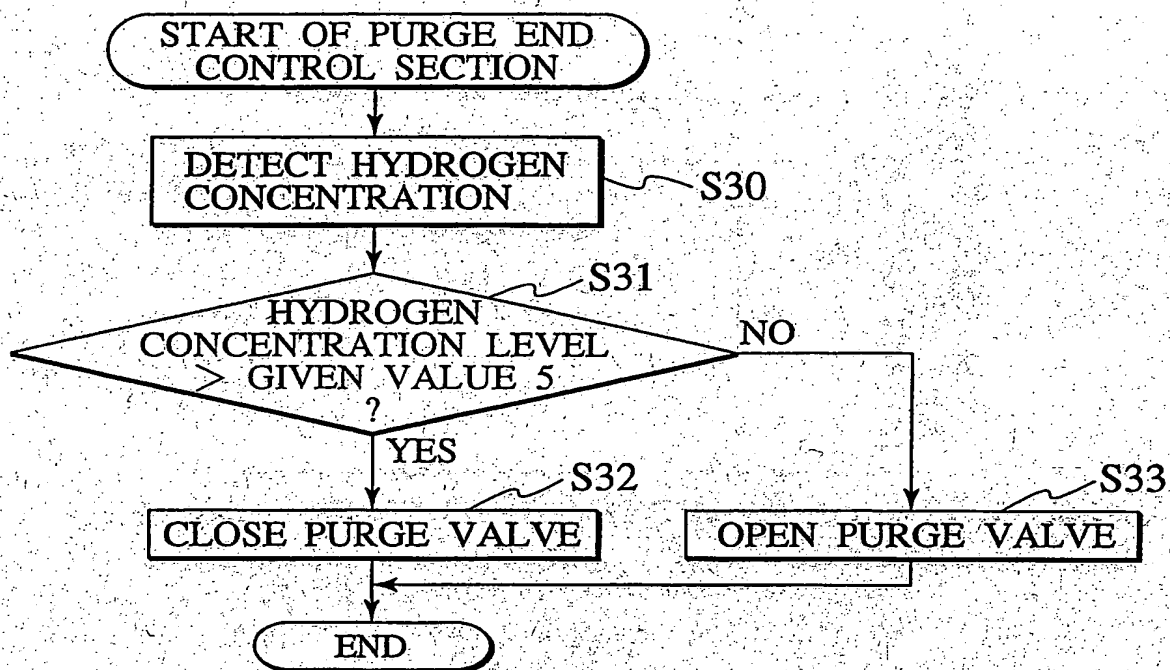 START OF PURGE END
CONTROL SECTION
DETECT HYDROGEN
CONCENTRATION
S30
S31
HYDROGEN
CONCENTRATION LEVEL
> GIVEN VALUE 5
?
NO
YES
S32
CLOSE PURGE VALVE
S33
OPEN PURGE VALVE
END